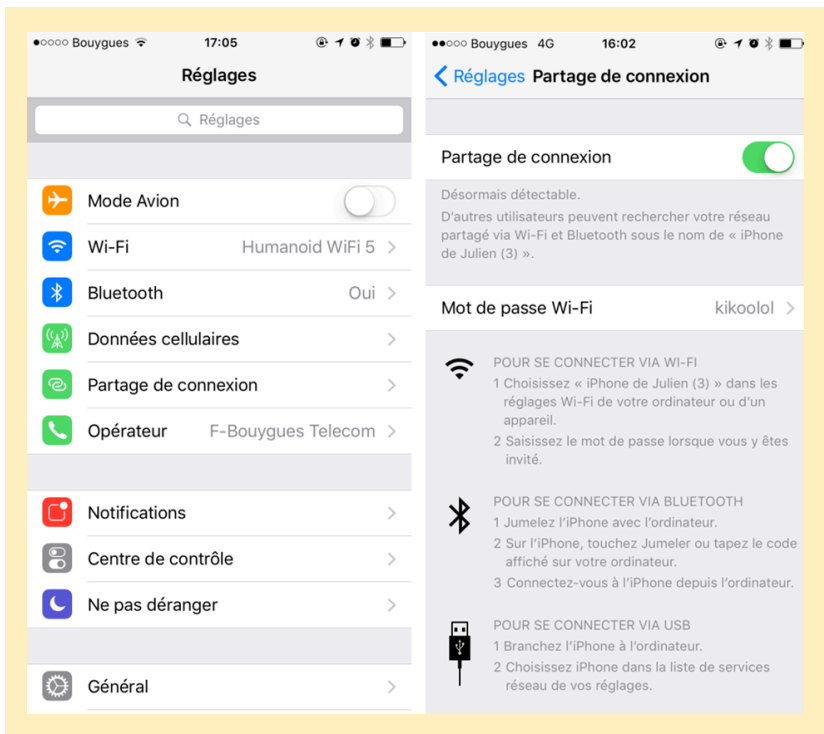 Bouygues 17:05
Réglages
Réglages
Mode Avion
Wi-Fi Humanoid WiFi 5
Bluetooth Oui
Données cellulaires
Partage de connexion
Opérateur F-Bouygues Telecom
Notifications
Centre de contrôle
Ne pas déranger
Général
Bouygues 4G 16:02
Réglages Partage de connexion
Partage de connexion
Désormais détectable.
D'autres utilisateurs peuvent rechercher votre réseau
partagé via Wi-Fi et Bluetooth sous le nom de « iPhone
de Julien (3) ».
Mot de passe Wi-Fi kikoolol
POUR SE CONNECTER VIA WI-FI
1 Choisissez « iPhone de Julien (3) » dans les
réglages Wi-Fi de votre ordinateur ou d'un
appareil.
2 Saisissez le mot de passe lorsque vous y êtes
invité.
POUR SE CONNECTER VIA BLUETOOTH
1 Jumelez l'iPhone avec l'ordinateur.
2 Sur l'iPhone, touchez Jumeler ou tapez le code
affiché sur votre ordinateur.
3 Connectez-vous à l'iPhone depuis l'ordinateur.
POUR SE CONNECTER VIA USB
1 Branchez l'iPhone à l'ordinateur.
2 Choisissez iPhone dans la liste de services
réseau de vos réglages.